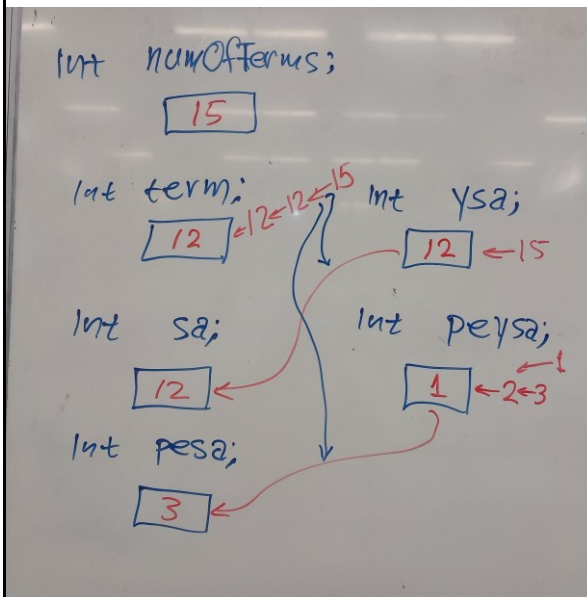 int numOfTerms;
15
int term;
12 ←12←12←15
int ysa;
12 ←15
int sa;
12
int peysa;
1 ←2←3 ←1
int pesa;
3